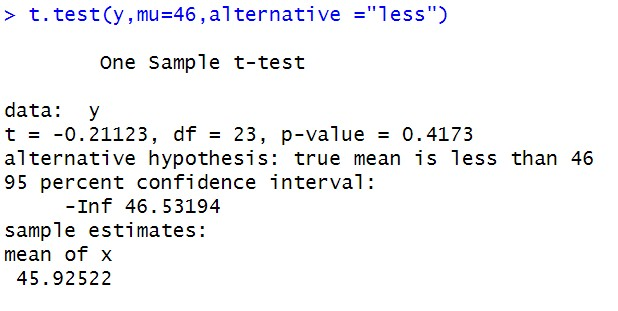 > t.test(y,mu=46,alternative ="less")
One Sample t-test
data:  y
t = -0.21123, df = 23, p-value = 0.4173
alternative hypothesis: true mean is less than 46
95 percent confidence interval:
-Inf 46.53194
sample estimates:
mean of x
45.92522